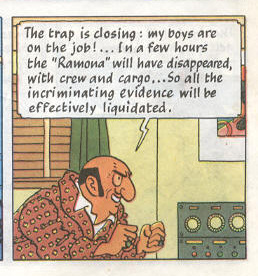 The trap is closing: my boys are
on the job!... In a few hours
the "Ramona" will have disappeared,
with crew and cargo...So all the
incriminating evidence will be
effectively liquidated.